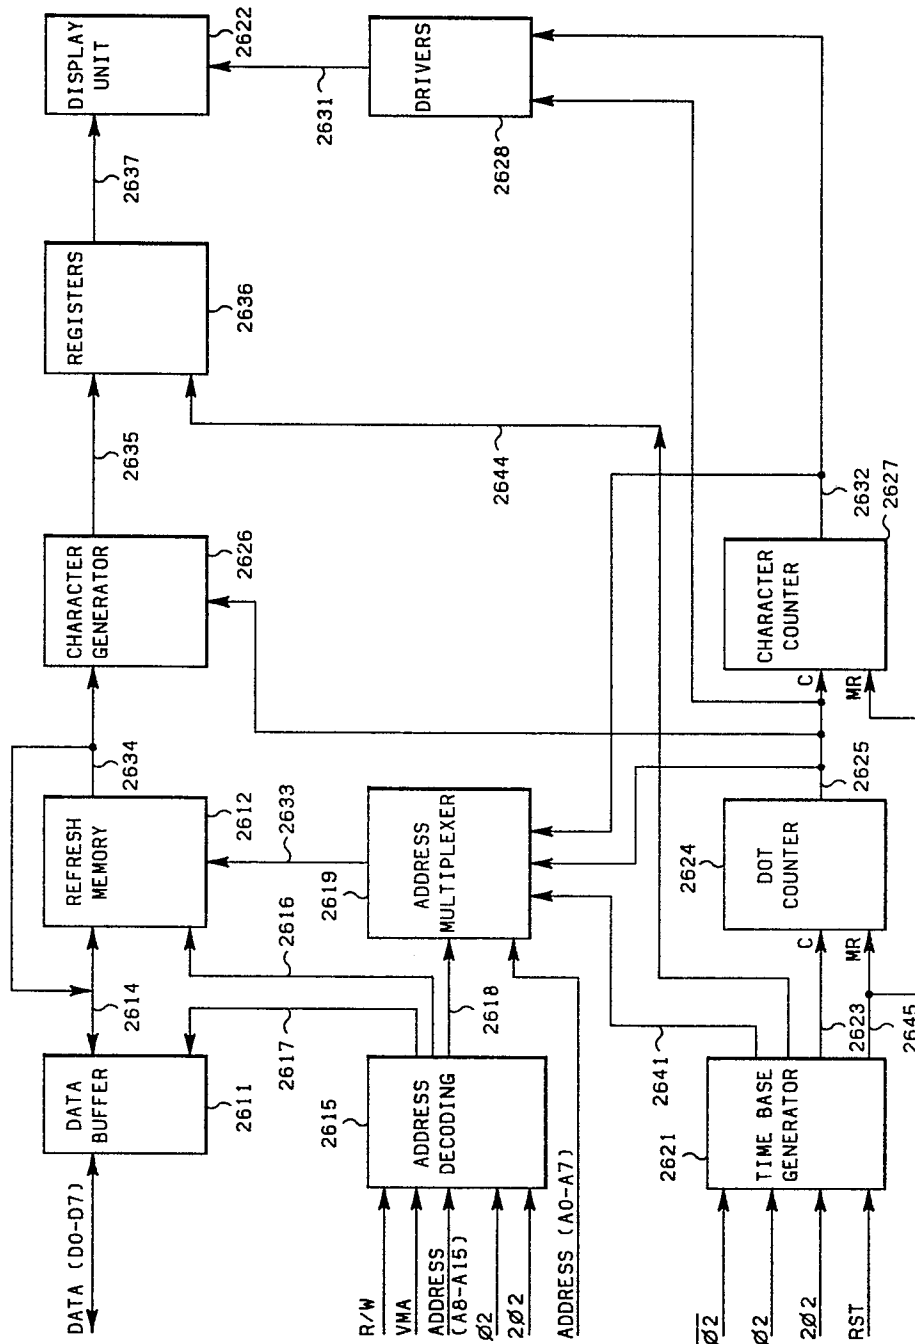 DATA (D0-D7)
DATA
BUFFER
2611
2614
2617
2616
REFRESH
MEMORY
2612
2634
2633
CHARACTER
GENERATOR
2626
2635
REGISTERS
2636
2637
2644
DISPLAY
UNIT
2622
2631
DRIVERS
2628
R/W
VMA
ADDRESS
(A8-A15)
Ø2
2Ø2
ADDRESS (A0-A7)
2615
ADDRESS
DECODING
2618
2619
ADDRESS
MULTIPLEXER
2641
Ø2
Ø2
2Ø2
RST
2621
TIME BASE
GENERATOR
2623
2645
C
MR
2624
DOT
COUNTER
2625
C
MR
CHARACTER
COUNTER
2627
2632